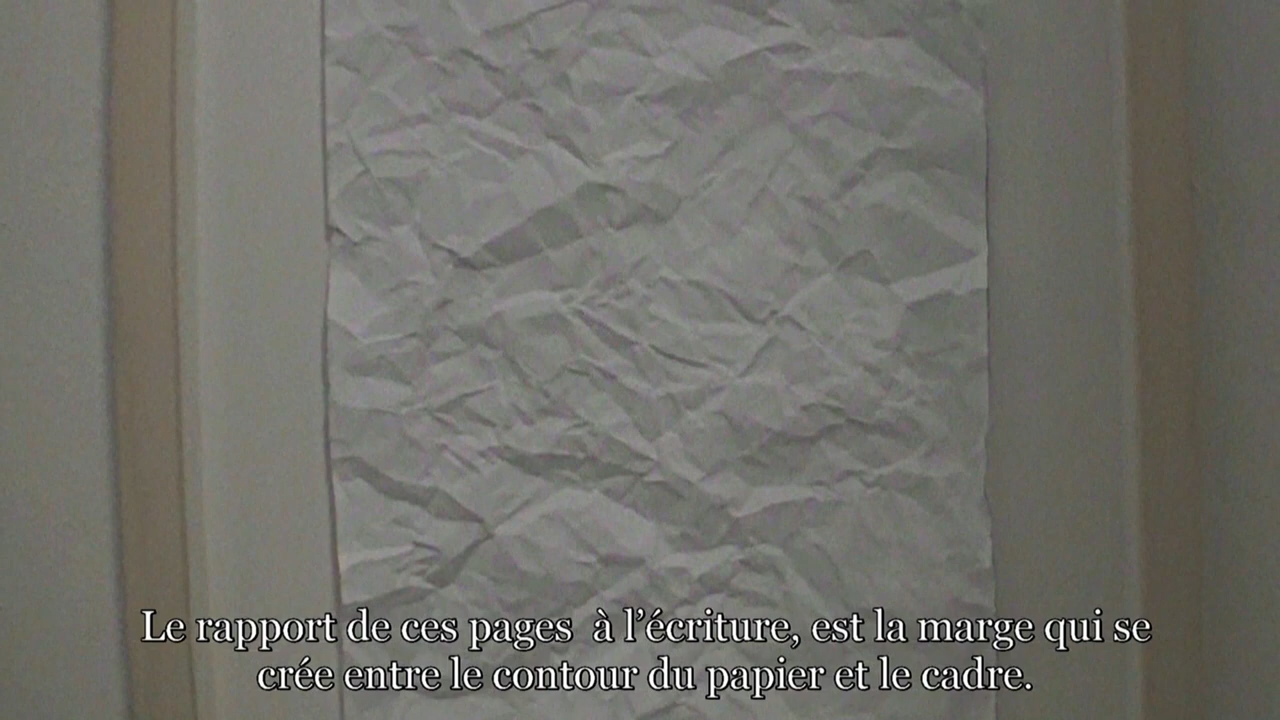 Le rapport de ces pages  à l’écriture, est la marge qui se
crée entre le contour du papier et le cadre.